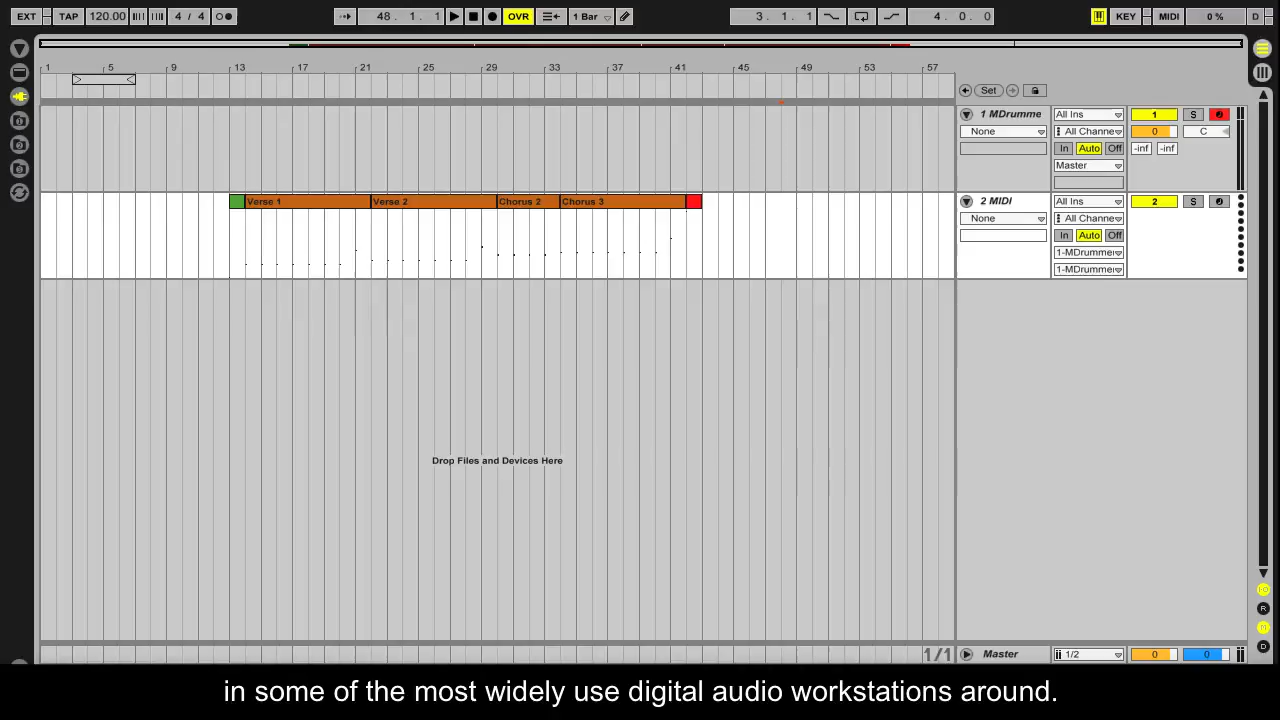 EXT TAP 120.00 4 / 4 48 . 1 . 1 OVR 1 Bar 3 . 1 . 1 4 . 0 . 0 KEY MIDI 0 % D
1 5 9 13 17 21 25 29 33 37 41 45 49 53 57
Set
1 MDrumme All Ins 1 S
None All Channe 0 C
In Auto Off -inf -inf
Master
Verse 1 Verse 2 Chorus 2 Chorus 3 2 MIDI All Ins 2 S
None All Channe
In Auto Off
1-MDrumme
1-MDrumme
Drop Files and Devices Here
I·O
R
M
D
1/1 Master 1/2 0 0
in some of the most widely use digital audio workstations around.